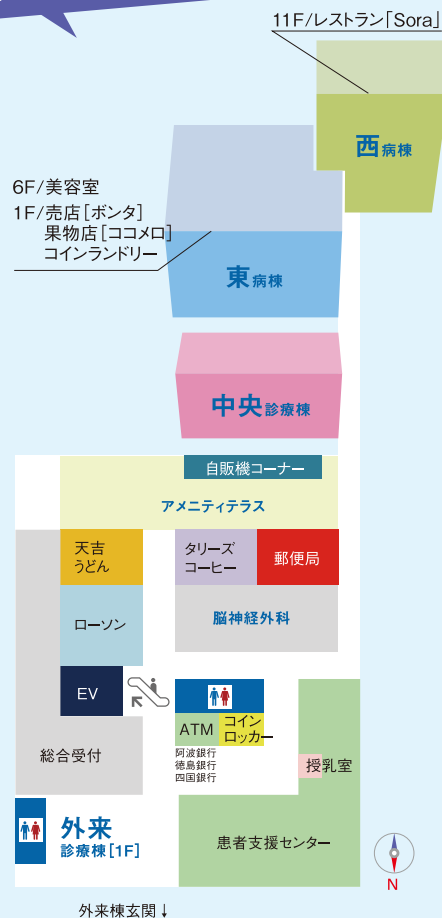 11F/レストラン「Sora」
西病棟
6F/美容室
1F/売店[ボンタ]
果物店[ココメロ]
コインランドリー
東病棟
中央診療棟
自販機コーナー
アメニティテラス
天吉
うどん
タリーズ
コーヒー
郵便局
ローソン
脳神経外科
EV
ATM
コイン
ロッカー
阿波銀行
徳島銀行
四国銀行
総合受付
授乳室
外来
診療棟[1F]
患者支援センター
N
外来棟玄関↓